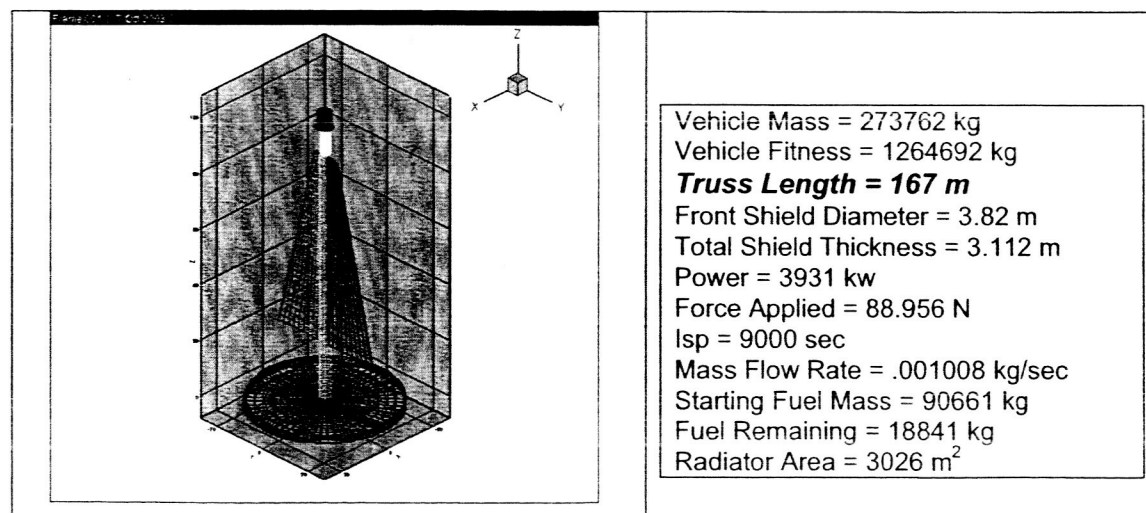 Z
X
Y
Vehicle Mass = 273762 kg
Vehicle Fitness = 1264692 kg
Truss Length = 167 m
Front Shield Diameter = 3.82 m
Total Shield Thickness = 3.112 m
Power = 3931 kw
Force Applied = 88.956 N
Isp = 9000 sec
Mass Flow Rate = .001008 kg/sec
Starting Fuel Mass = 90661 kg
Fuel Remaining = 18841 kg
Radiator Area = 3026 m²